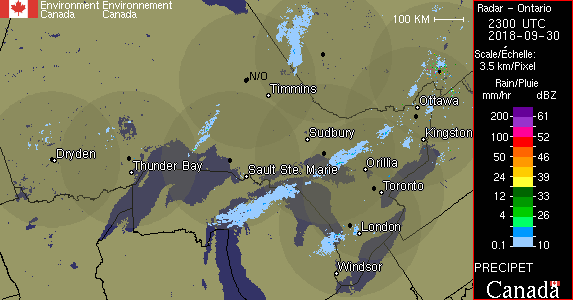 Environment Environnement
Canada Canada
100 KM
N/O
Timmins
Ottawa
Kingston
Sudbury
Dryden
Thunder Bay
Sault Ste. Marie
Orillia
Toronto
London
Windsor
Radar - Ontario
2300 UTC
2018-09-30
Scale/Échelle:
3.5 km/Pixel
Rain/Pluie
mm/hr dBZ
200 61
100 52
50 46
24 39
12 33
4 26
0.1 10
PRECIPET
Canada